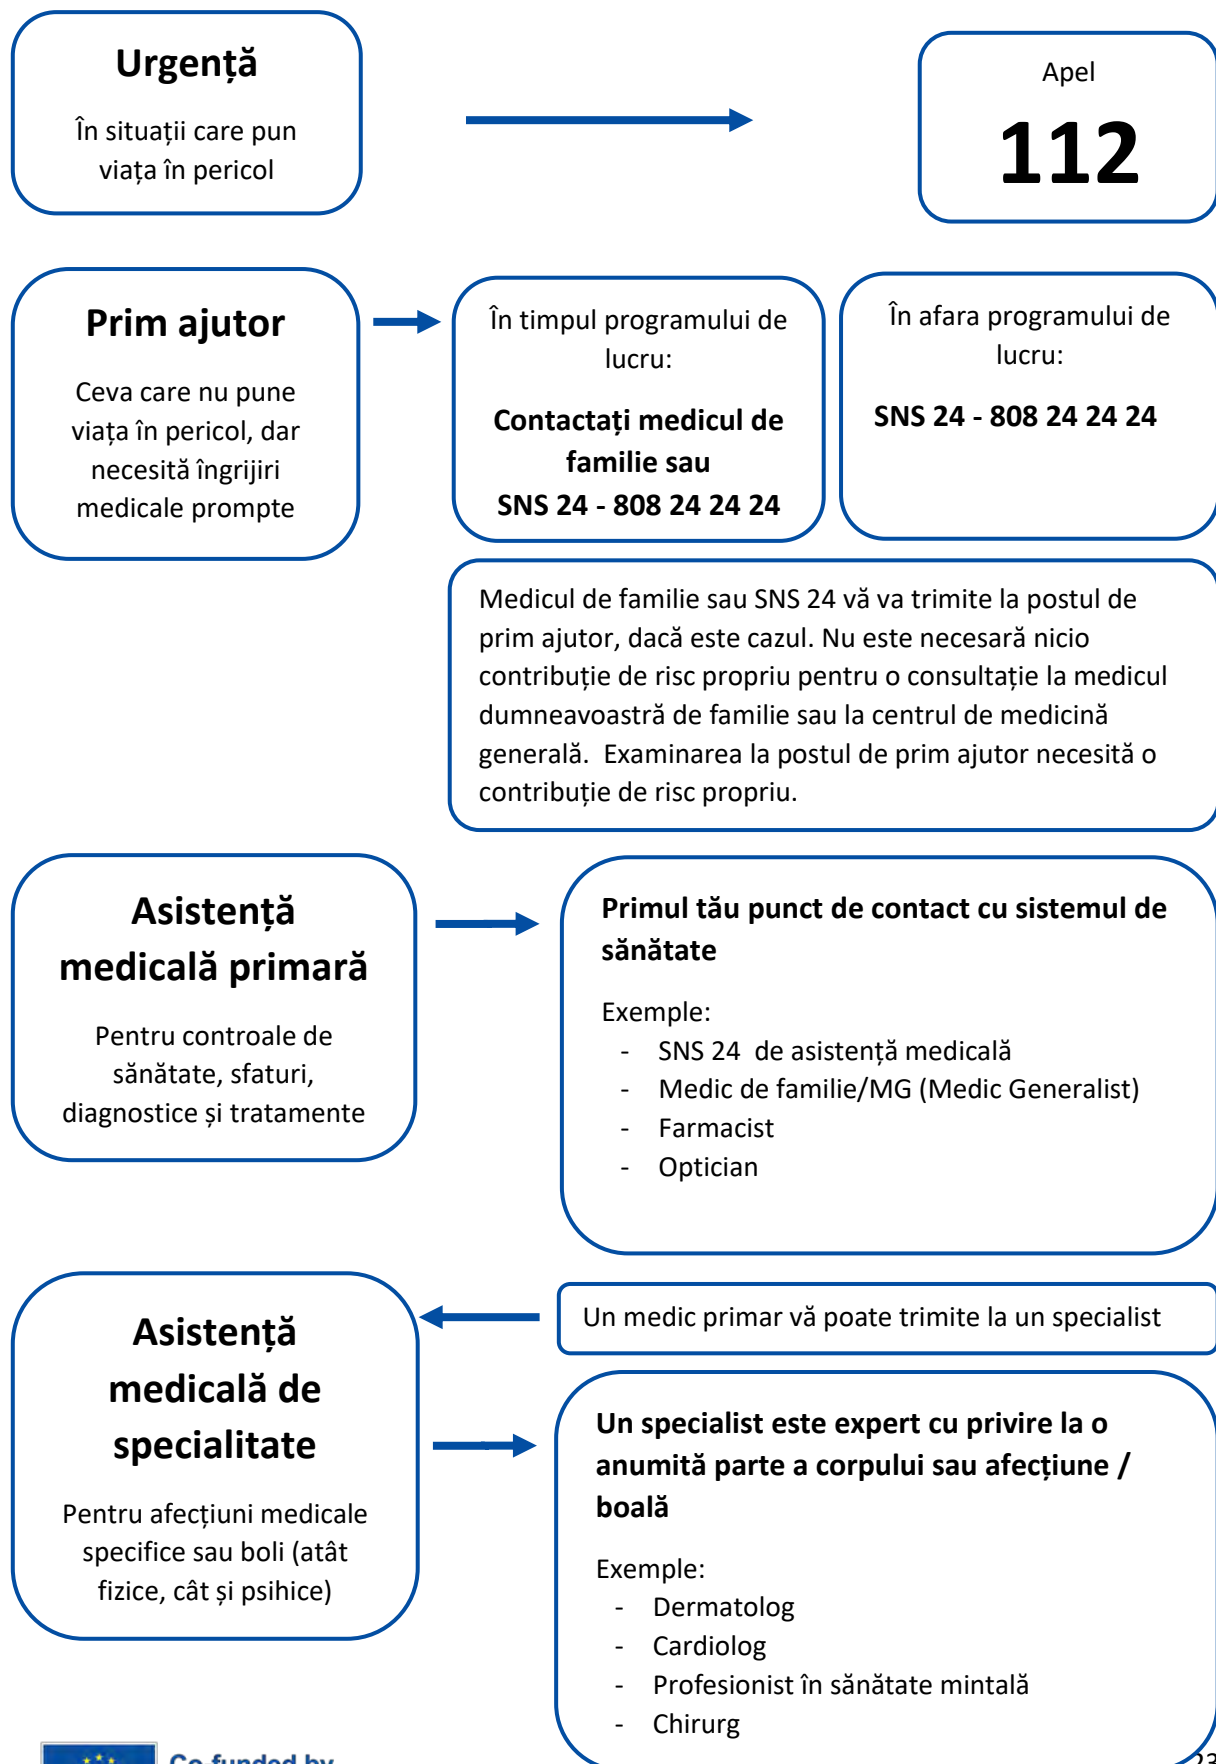 Urgență
În situații care pun
viața în pericol
Apel
112
Prim ajutor
Ceva care nu pune
viața în pericol, dar
necesită îngrijiri
medicale prompte
În timpul programului de
lucru:
Contactați medicul de
familie sau
SNS 24 - 808 24 24 24
În afara programului de
lucru:
SNS 24 - 808 24 24 24
Medicul de familie sau SNS 24 vă va trimite la postul de
prim ajutor, dacă este cazul. Nu este necesară nicio
contribuție de risc propriu pentru o consultație la medicul
dumneavoastră de familie sau la centrul de medicină
generală.  Examinarea la postul de prim ajutor necesită o
contribuție de risc propriu.
Asistență
medicală primară
Pentru controale de
sănătate, sfaturi,
diagnostice și tratamente
Primul tău punct de contact cu sistemul de
sănătate
Exemple:
- SNS 24  de asistență medicală
- Medic de familie/MG (Medic Generalist)
- Farmacist
- Optician
Asistență
medicală de
specialitate
Pentru afecțiuni medicale
specifice sau boli (atât
fizice, cât și psihice)
Un medic primar vă poate trimite la un specialist
Un specialist este expert cu privire la o
anumită parte a corpului sau afecțiune /
boală
Exemple:
- Dermatolog
- Cardiolog
- Profesionist în sănătate mintală
- Chirurg
Co-funded by
23